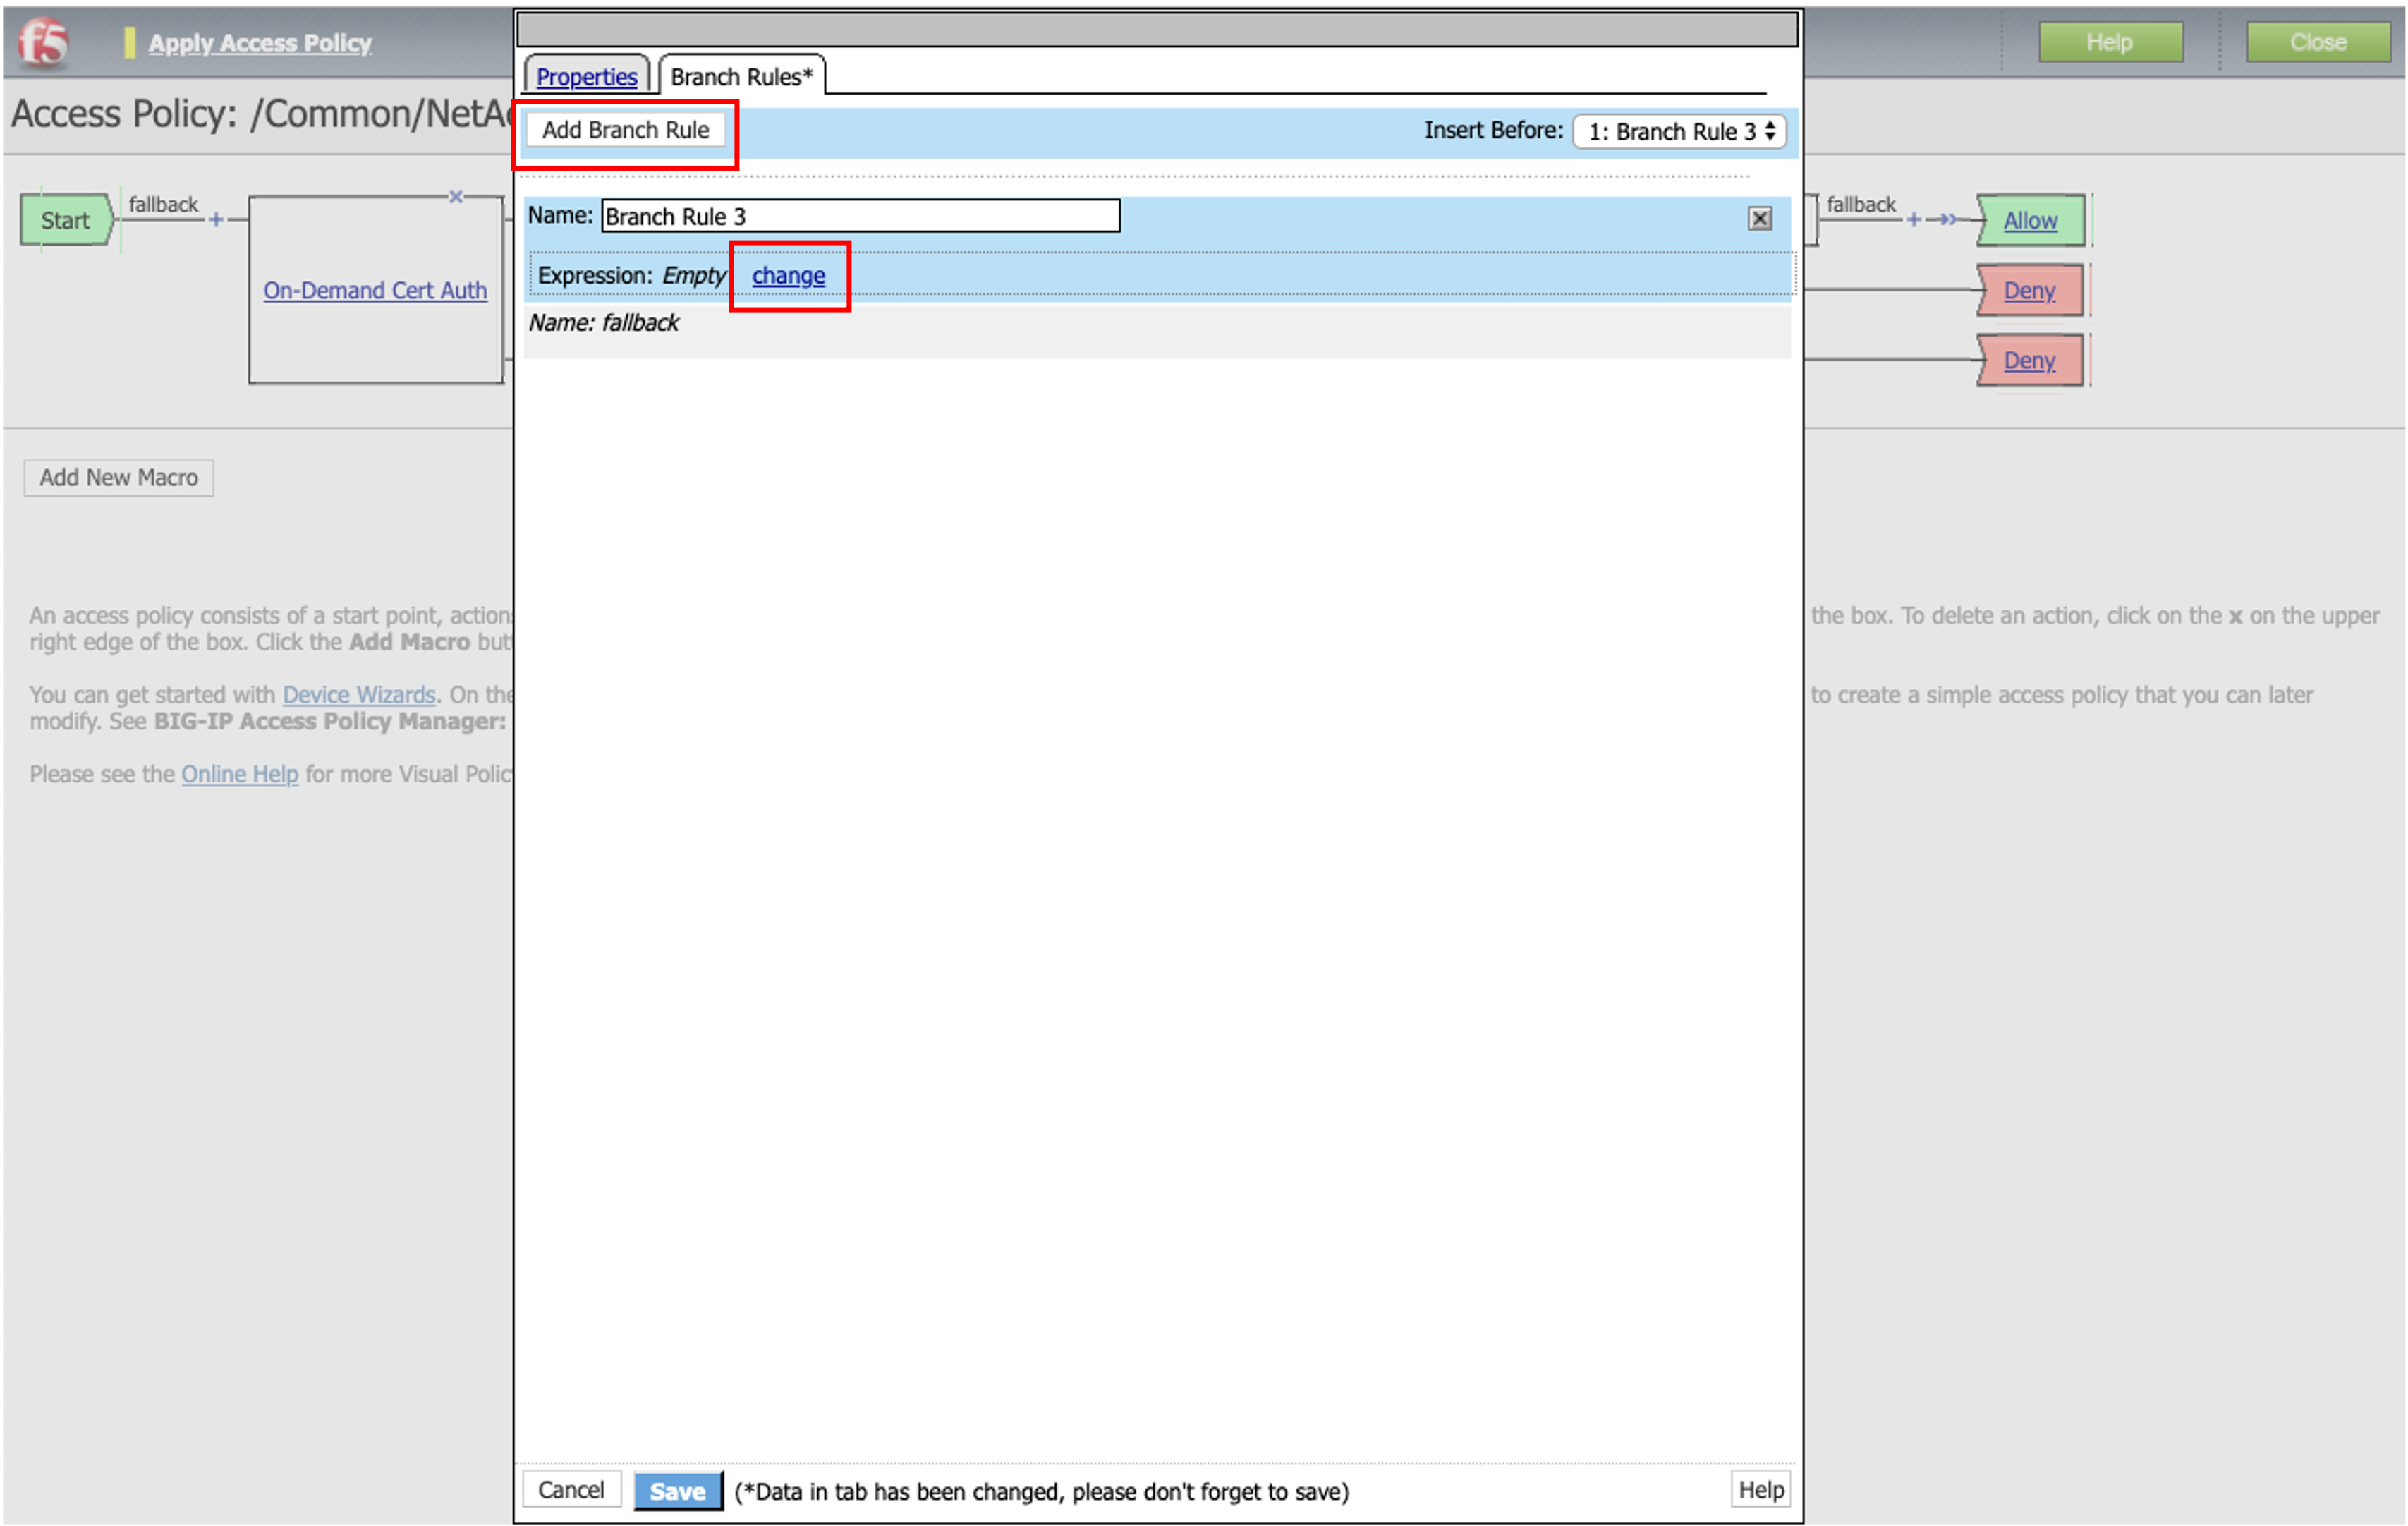 f5
Apply Access Policy
Help
Close
Access Policy: /Common/NetAc
Properties
Branch Rules*
Add Branch Rule
Insert Before: 1: Branch Rule 3
Name: Branch Rule 3
Expression: Empty change
Name: fallback
Start
fallback
On-Demand Cert Auth
fallback
Allow
Deny
Deny
Add New Macro
An access policy consists of a start point, actions
the box. To delete an action, click on the x on the upper
right edge of the box. Click the Add Macro but
You can get started with Device Wizards. On the
to create a simple access policy that you can later
modify. See BIG-IP Access Policy Manager:
Please see the Online Help for more Visual Polic
Cancel
Save
(*Data in tab has been changed, please don't forget to save)
Help